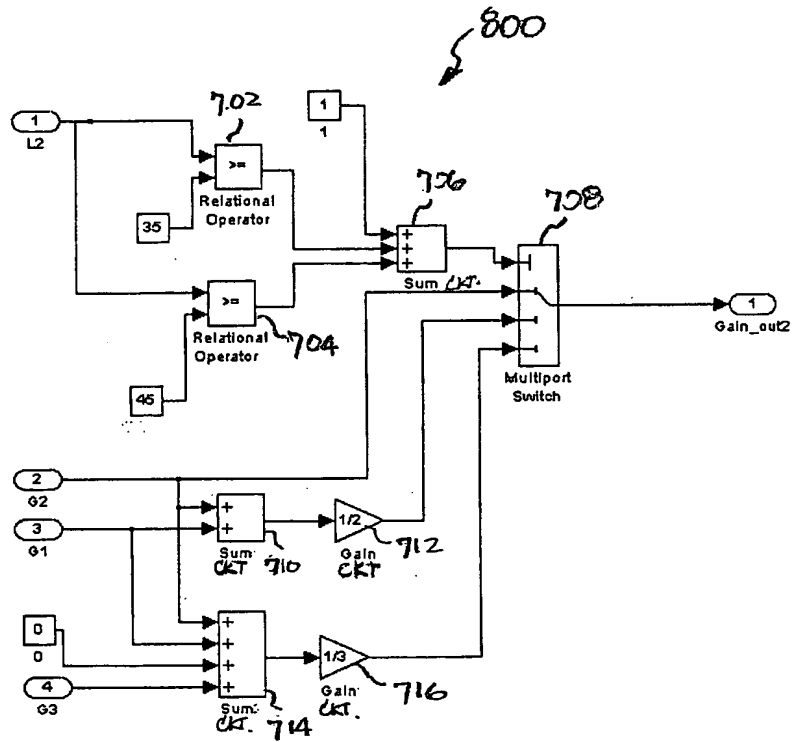 800
702
1
1
1
L2
>=
Relational
Operator
35
706
+
+
+
Sum CKT.
708
>=
704
Relational
Operator
45
1
Gain_out2
Multiport
Switch
2
G2
3
G1
+
+
Sum
CKT 710
1/2
712
Gain
CKT
0
0
4
G3
+
+
+
+
Sum
CKT. 714
1/3
716
Gain
CKT.